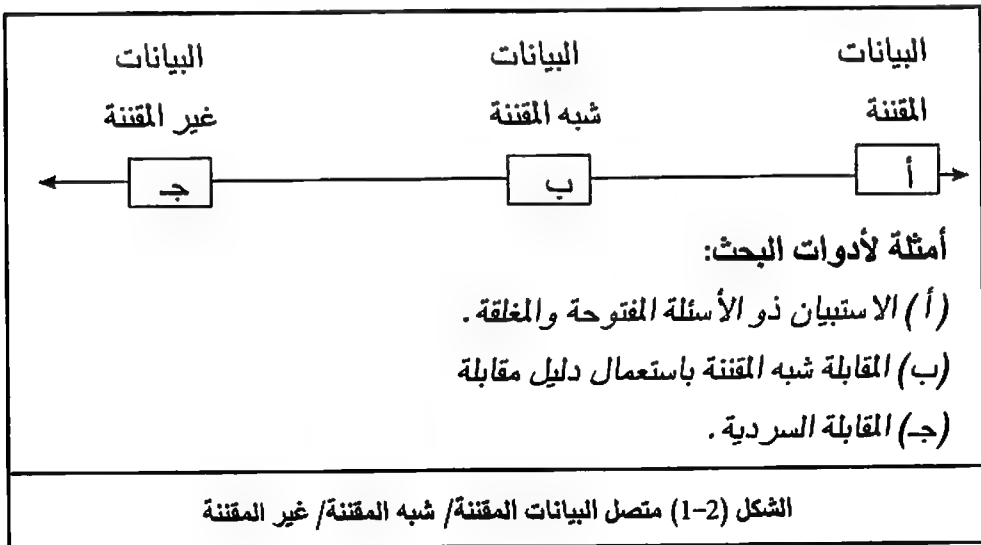 البيانات البيانات البيانات
المقننة شبه المقننة غير المقننة
أ ب جـ
أمثلة لأدوات البحث:
(أ) الاستبيان ذو الأسئلة المفتوحة والمغلقة.
(ب) المقابلة شبه المقننة باستعمال دليل مقابلة
(جـ) المقابلة السردية.
الشكل (2-1) متصل البيانات المقننة/ شبه المقننة/ غير المقننة